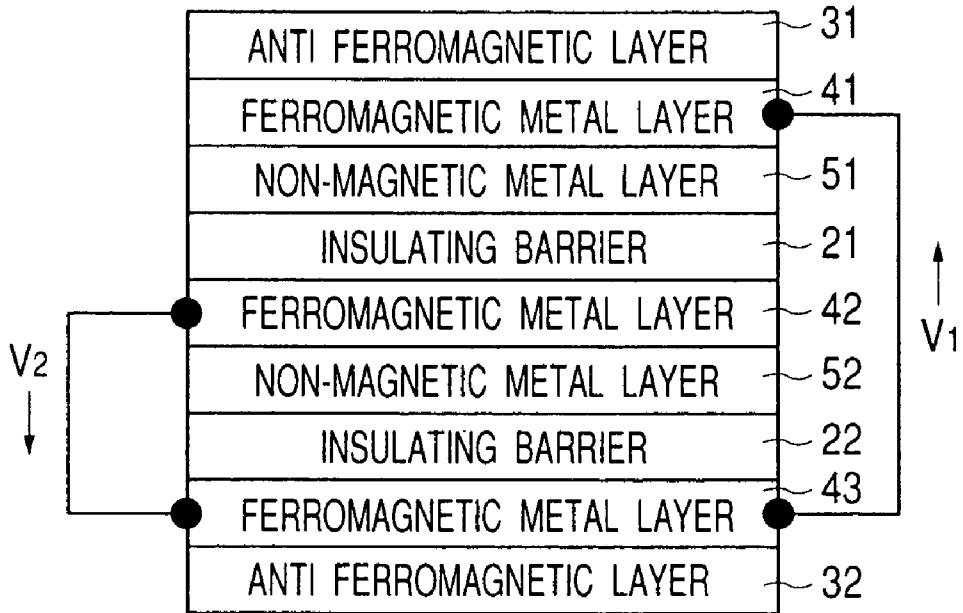 ANTI FERROMAGNETIC LAYER 31
FERROMAGNETIC METAL LAYER 41
NON-MAGNETIC METAL LAYER 51
INSULATING BARRIER 21
FERROMAGNETIC METAL LAYER 42
V1
V2
NON-MAGNETIC METAL LAYER 52
INSULATING BARRIER 22
FERROMAGNETIC METAL LAYER 43
ANTI FERROMAGNETIC LAYER 32